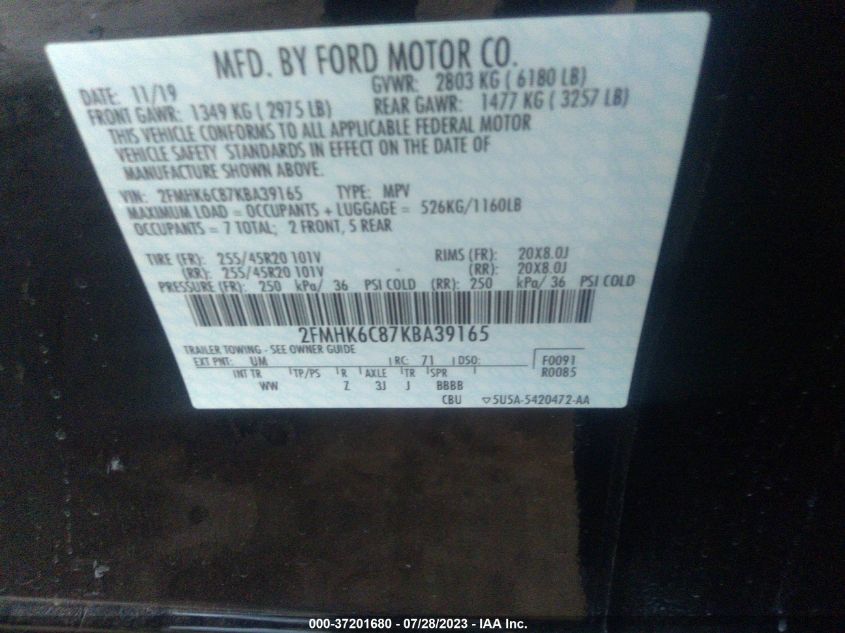 MFD. BY FORD MOTOR CO.
DATE: 11/19 GVWR: 2803 KG ( 6180 LB)
FRONT GAWR: 1349 KG ( 2975 LB) REAR GAWR: 1477 KG ( 3257 LB)
THIS VEHICLE CONFORMS TO ALL APPLICABLE FEDERAL MOTOR
VEHICLE SAFETY STANDARDS IN EFFECT ON THE DATE OF
MANUFACTURE SHOWN ABOVE.
VIN: 2FMHK6C87KBA39165 TYPE: MPV
MAXIMUM LOAD = OCCUPANTS + LUGGAGE = 526KG/1160LB
OCCUPANTS = 7 TOTAL; 2 FRONT, 5 REAR
TIRE (FR): 255/45R20 101V RIMS (FR): 20X8.0J
(RR): 255/45R20 101V - (RR): 20X8.0J
PRESSURE (FR): 250 kPa/ 36 PSI COLD (RR): 250 kPa/ 36 PSI COLD
2FMHK6C87KBA39165
TRAILER TOWING - SEE OWNER GUIDE
EXT PNT: UM RC: 71 DSO: F0091
INT TR TP/PS R AXLE TR SPR R0085
WW Z 3J J BBBB
CBU ▽5U5A-5420472-AA
000-37201680 / 07/28/2023 - IAA Inc.